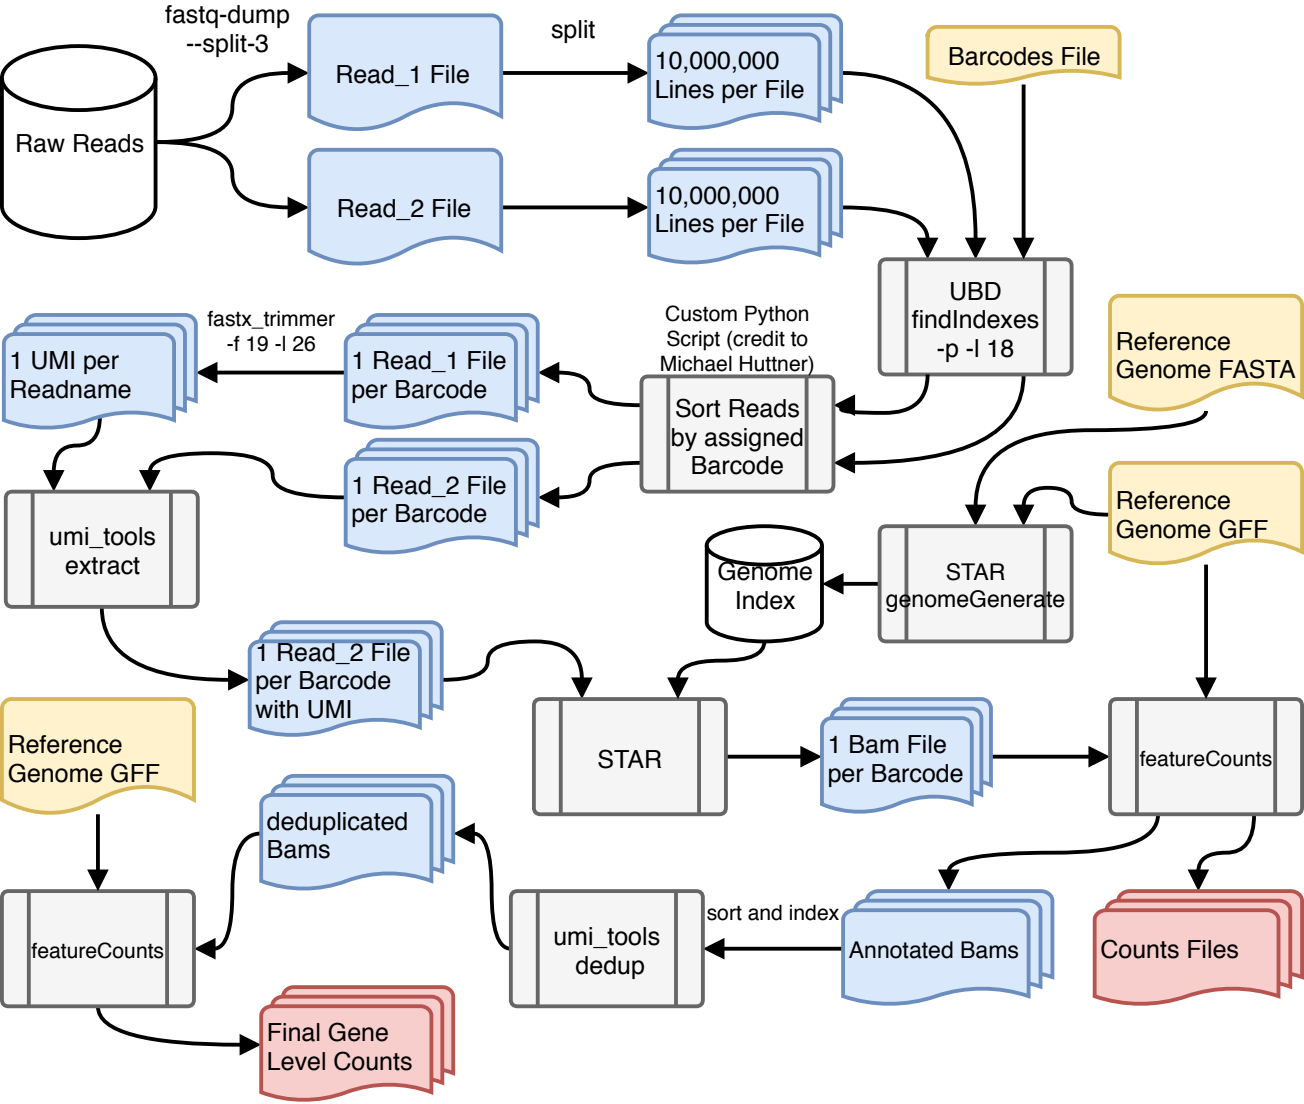 fastq-dump
--split-3
split
Raw Reads
Read_1 File
10,000,000
Lines per File
Barcodes File
Read_2 File
10,000,000
Lines per File
UBD
findIndexes
-p -l 18
Custom Python
Script (credit to
Michael Huttner)
Sort Reads
by assigned
Barcode
1 Read_1 File
per Barcode
fastx_trimmer
-f 19 -l 26
1 UMI per
Readname
1 Read_2 File
per Barcode
umi_tools
extract
Reference
Genome FASTA
Reference
Genome GFF
STAR
genomeGenerate
Genome
Index
1 Read_2 File
per Barcode
with UMI
STAR
1 Bam File
per Barcode
featureCounts
Counts Files
Annotated Bams
sort and index
umi_tools
dedup
deduplicated
Bams
Reference
Genome GFF
featureCounts
Final Gene
Level Counts